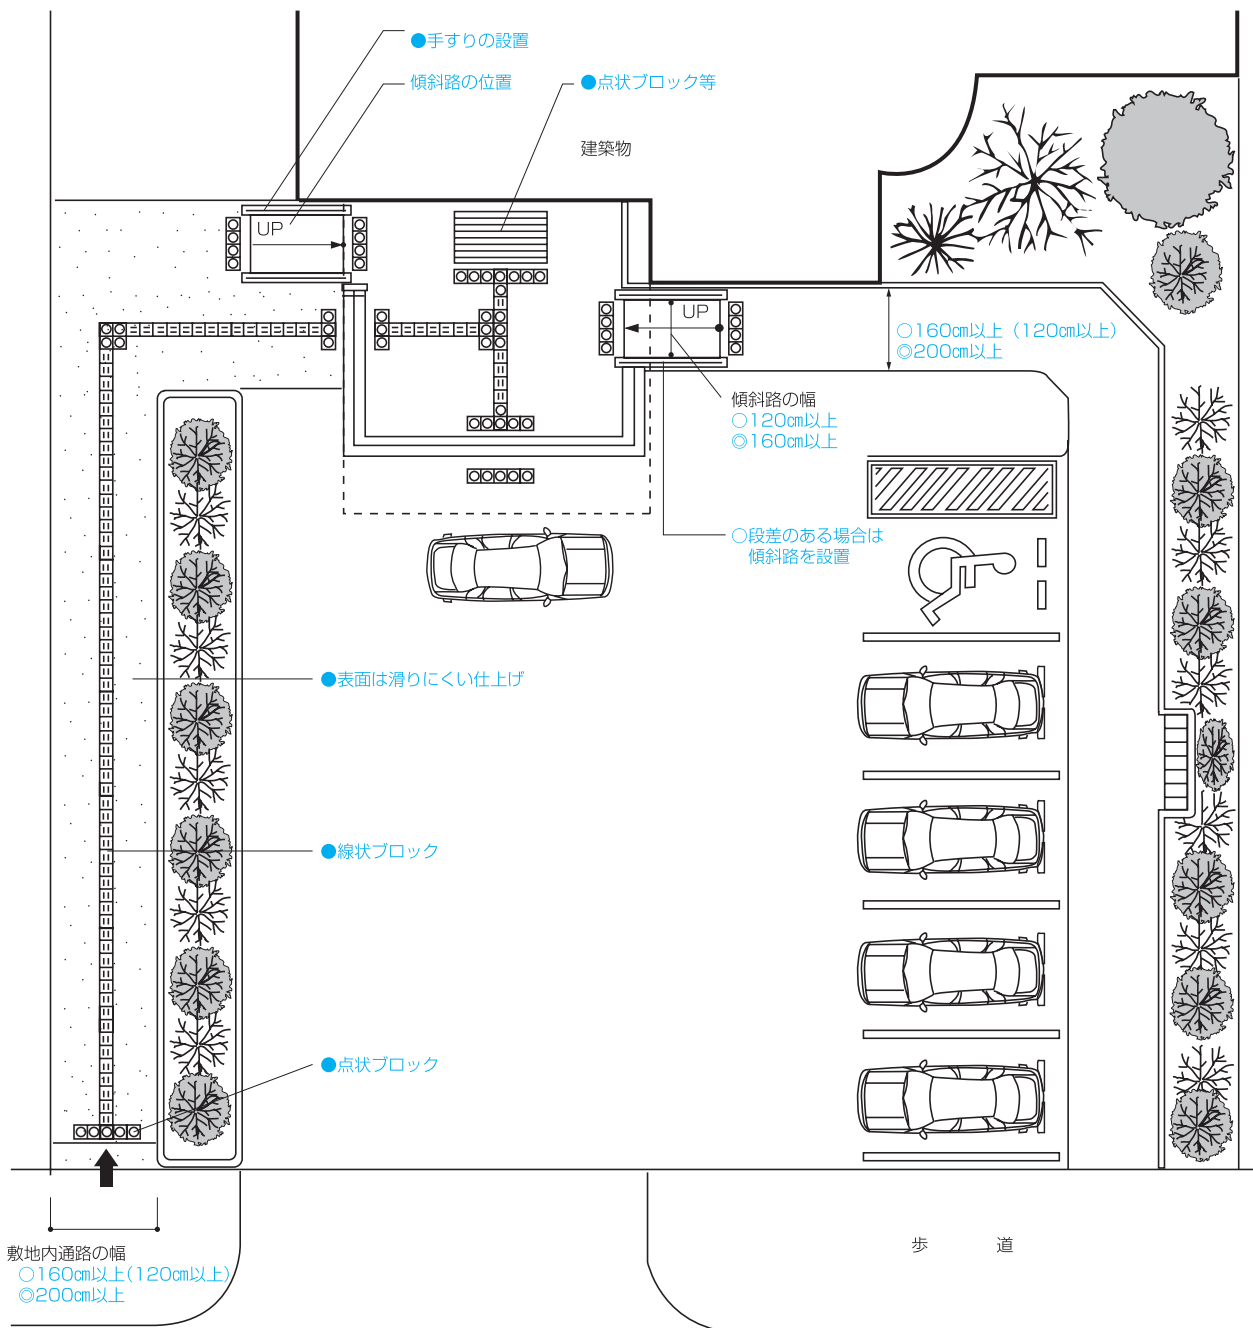 ●手すりの設置
傾斜路の位置
●点状ブロック等
建築物
UP
UP
○160㎝以上（120㎝以上）
◎200㎝以上
傾斜路の幅
○120㎝以上
◎160㎝以上
○段差のある場合は
傾斜路を設置
●表面は滑りにくい仕上げ
●線状ブロック
●点状ブロック
敷地内通路の幅
○160㎝以上(120㎝以上)
◎200㎝以上
歩　道